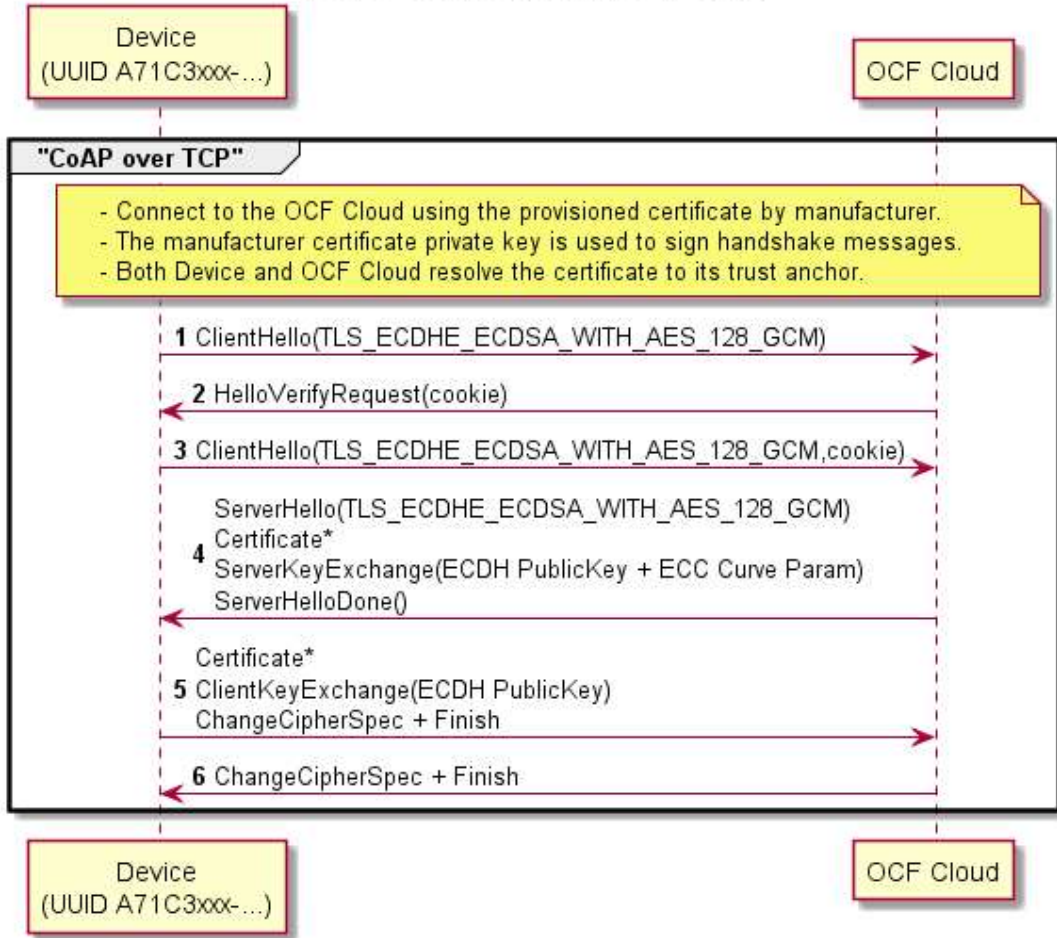 Device
(UUID A71C3xxx-...)
OCF Cloud
"CoAP over TCP"
- Connect to the OCF Cloud using the provisioned certificate by manufacturer.
- The manufacturer certificate private key is used to sign handshake messages.
- Both Device and OCF Cloud resolve the certificate to its trust anchor.
1 ClientHello(TLS_ECDHE_ECDSA_WITH_AES_128_GCM)
2 HelloVerifyRequest(cookie)
3 ClientHello(TLS_ECDHE_ECDSA_WITH_AES_128_GCM,cookie)
ServerHello(TLS_ECDHE_ECDSA_WITH_AES_128_GCM)
Certificate*
4
ServerKeyExchange(ECDH PublicKey + ECC Curve Param)
ServerHelloDone()
Certificate*
5 ClientKeyExchange(ECDH PublicKey)
ChangeCipherSpec + Finish
6 ChangeCipherSpec + Finish
Device
(UUID A71C3xxx-...)
OCF Cloud